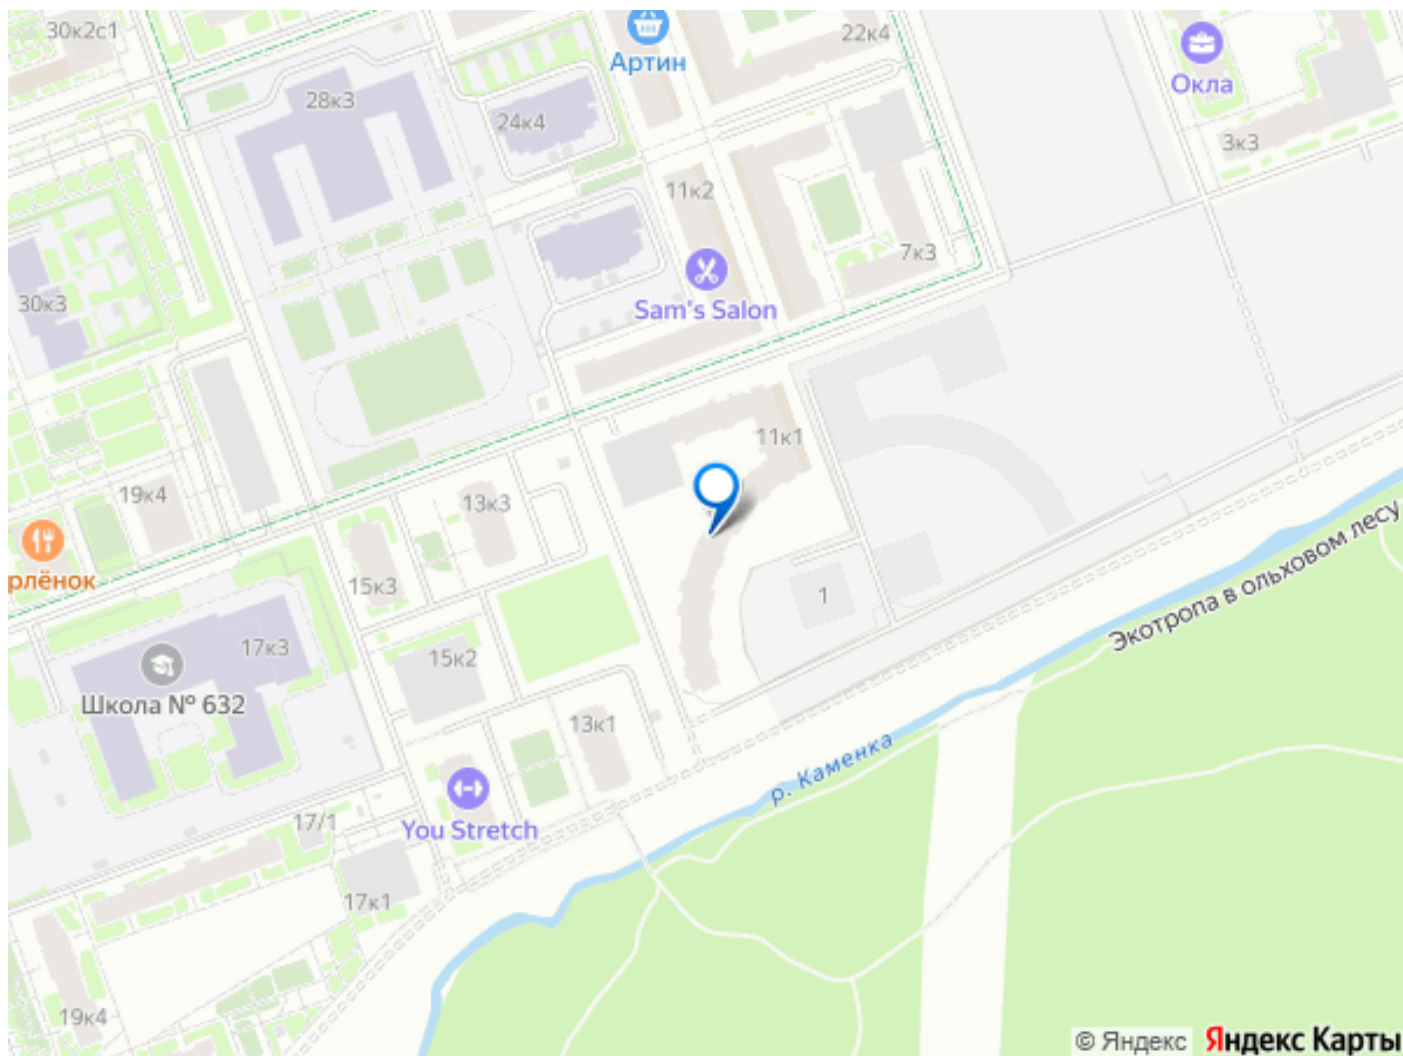 30к2с1
Артин
22к4
Окла
28к3
24к4
3к3
11к2
7к3
30к3
Sam's Salon
11к1
19к4
13к3
рлёнок
15к3
1
Экотропа в ольховом лесу
17к3
15к2
Школа № 632
13к1
р. Каменка
17/1
You Stretch
17к1
19к4
© Яндекс Яндекс Карты